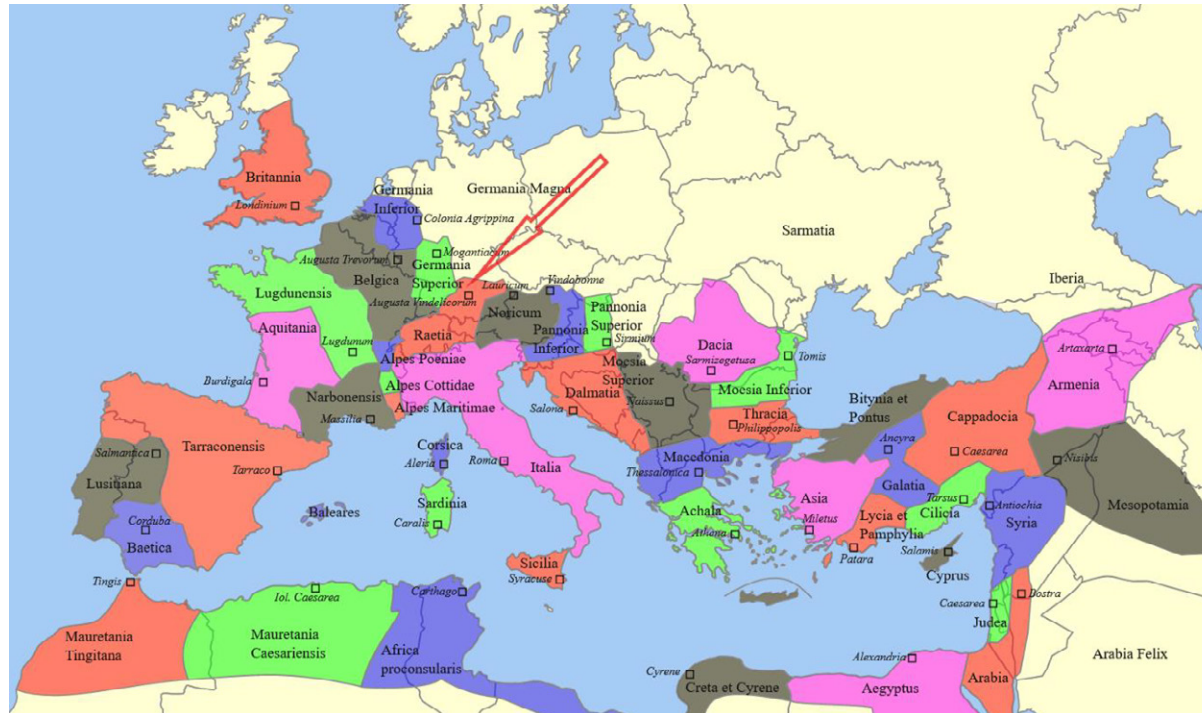 Britannia
Londinium
Germania
Inferior
Germania Magna
Colonia Agrippina
Sarmatia
Mogantiacum
Augusta Trevorum
Belgica
Germania
Superior
Lauricum
Vindobonne
Iberia
Lugdunensis
Augusta Vindelicorum
Noricum
Pannonia
Superior
Aquitania
Raetia
Pannonia
Inferior
Sirmium
Dacia
Sarmizegetusa
Tomis
Artaxarta
Lugdunum
Alpes Poeniae
Moesia
Superior
Armenia
Burdigala
Alpes Cottidae
Dalmatia
Moesia Inferior
Bitynia et
Pontus
Narbonensis
Alpes Maritimae
Naissus
Cappadocia
Massilia
Salona
Thracia
Philippopolis
Tarraconensis
Salmantica
Corsica
Aleria
Roma
Italia
Macedonia
Thessalonica
Ancyra
Caesarea
Nisibis
Tarraco
Lusitiana
Galatia
Tarsus
Cilicia
Asia
Miletus
Sardinia
Caralis
Baleares
Achala
Athena
Lycia et
Pamphylia
Antiochia
Syria
Mesopotamia
Corduba
Baetica
Patara
Salamis
Cyprus
Sicilia
Syracuse
Tingis
Iol. Caesarea
Carthago
Caesarea
Judea
Bostra
Mauretania
Tingitana
Mauretania
Caesariensis
Africa
proconsularis
Alexandria
Arabia Felix
Cyrene
Creta et Cyrene
Aegyptus
Arabia